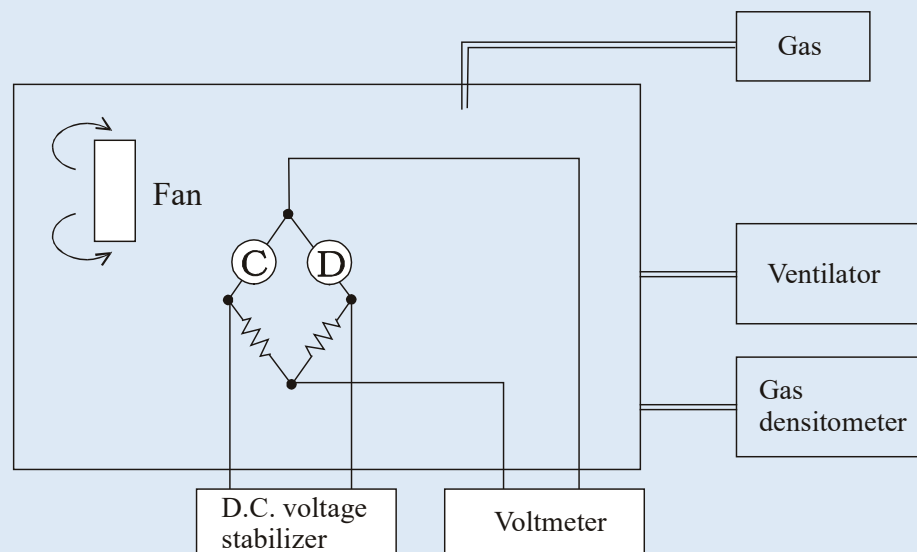 Gas
Fan
C
D
Ventilator
Gas
densitometer
D.C. voltage
stabilizer
Voltmeter